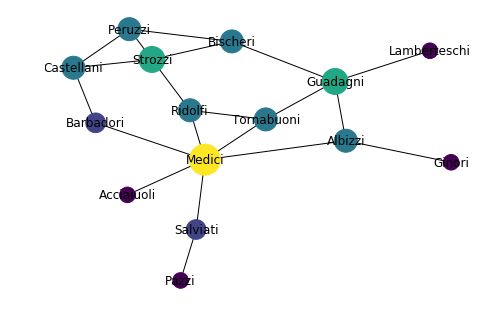 Peruzzi
Bischeri
Lamberteschi
Strozzi
Castellani
Guadagni
Ridolfi
Tornabuoni
Barbadori
Albizzi
Medici
Ginori
Acciaiuoli
Salviati
Pazzi